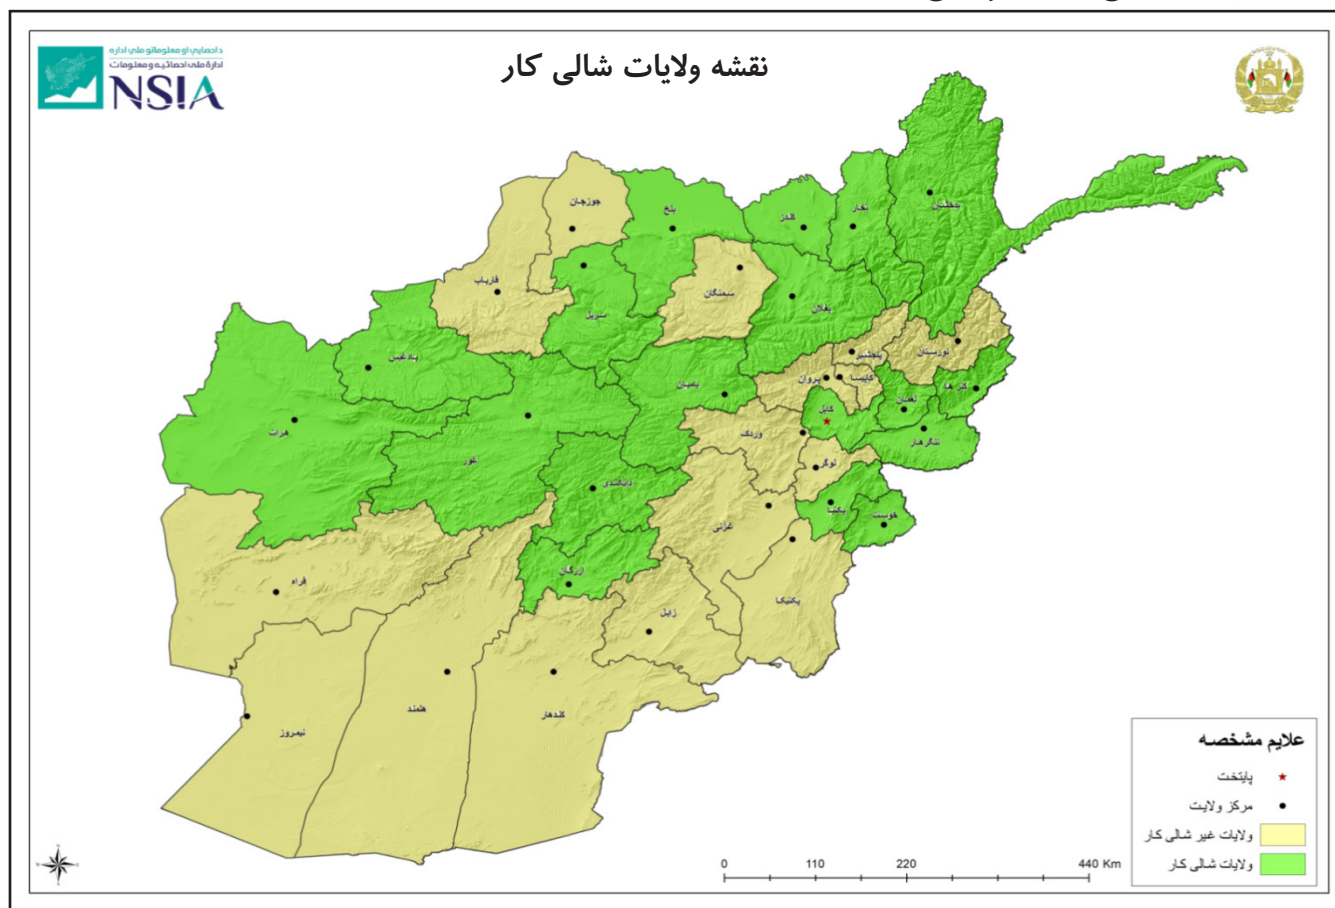 د احصایې او معلوماتو ملي اداره
اداره ملی احصائیه و معلومات
NSIA
نقشه ولایات شالی کار
بدخشان
تخار
کندز
بلخ
جوزجان
فاریاب
سرپل
سمنگان
بغلان
بادغیس
هرات
غور
بامیان
پنجشیر
نورستان
کاپیسا
پروان
کنر ها
لغمان
کابل
ننگرهار
وردک
لوگر
دایکندی
غزنی
پکتیا
خوست
ارزگان
پکتیکا
زابل
فراه
نیمروز
هلمند
کندهار
علایم مشخصه
پایتخت
مرکز ولایت
ولایات غیر شالی کار
ولایات شالی کار
0 110 220 440 Km